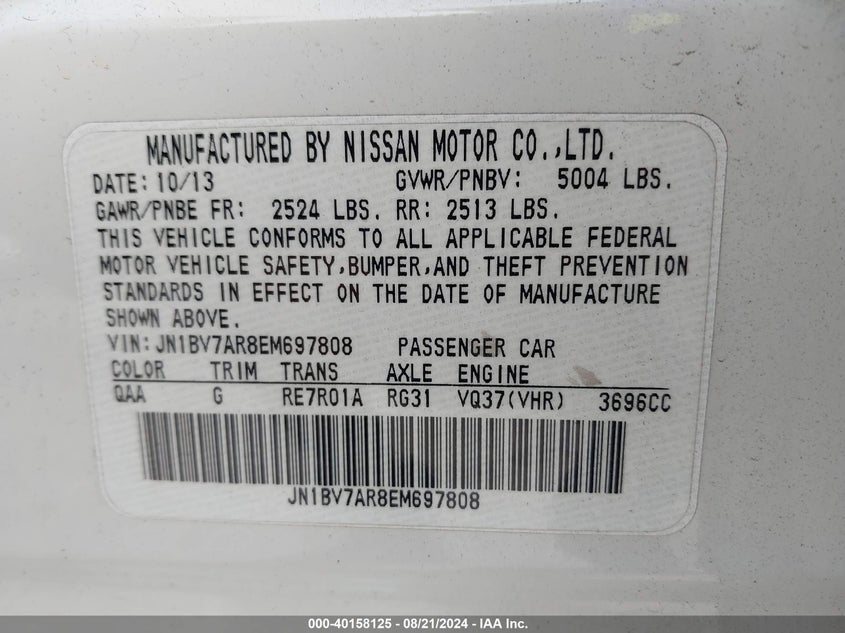 MANUFACTURED BY NISSAN MOTOR CO.,LTD.
DATE: 10/13 GVWR/PNBV: 5004 LBS.
GAWR/PNBE FR: 2524 LBS. RR: 2513 LBS.
THIS VEHICLE CONFORMS TO ALL APPLICABLE FEDERAL
MOTOR VEHICLE SAFETY,BUMPER,AND THEFT PREVENTION
STANDARDS IN EFFECT ON THE DATE OF MANUFACTURE
SHOWN ABOVE.
VIN:JN1BV7AR8EM697808 PASSENGER CAR
COLOR TRIM TRANS AXLE ENGINE
QAA G RE7R01A RG31 VQ37(VHR) 3696CC
JN1BV7AR8EM697808
000-40158125 - 08/21/2024 - IAA Inc.